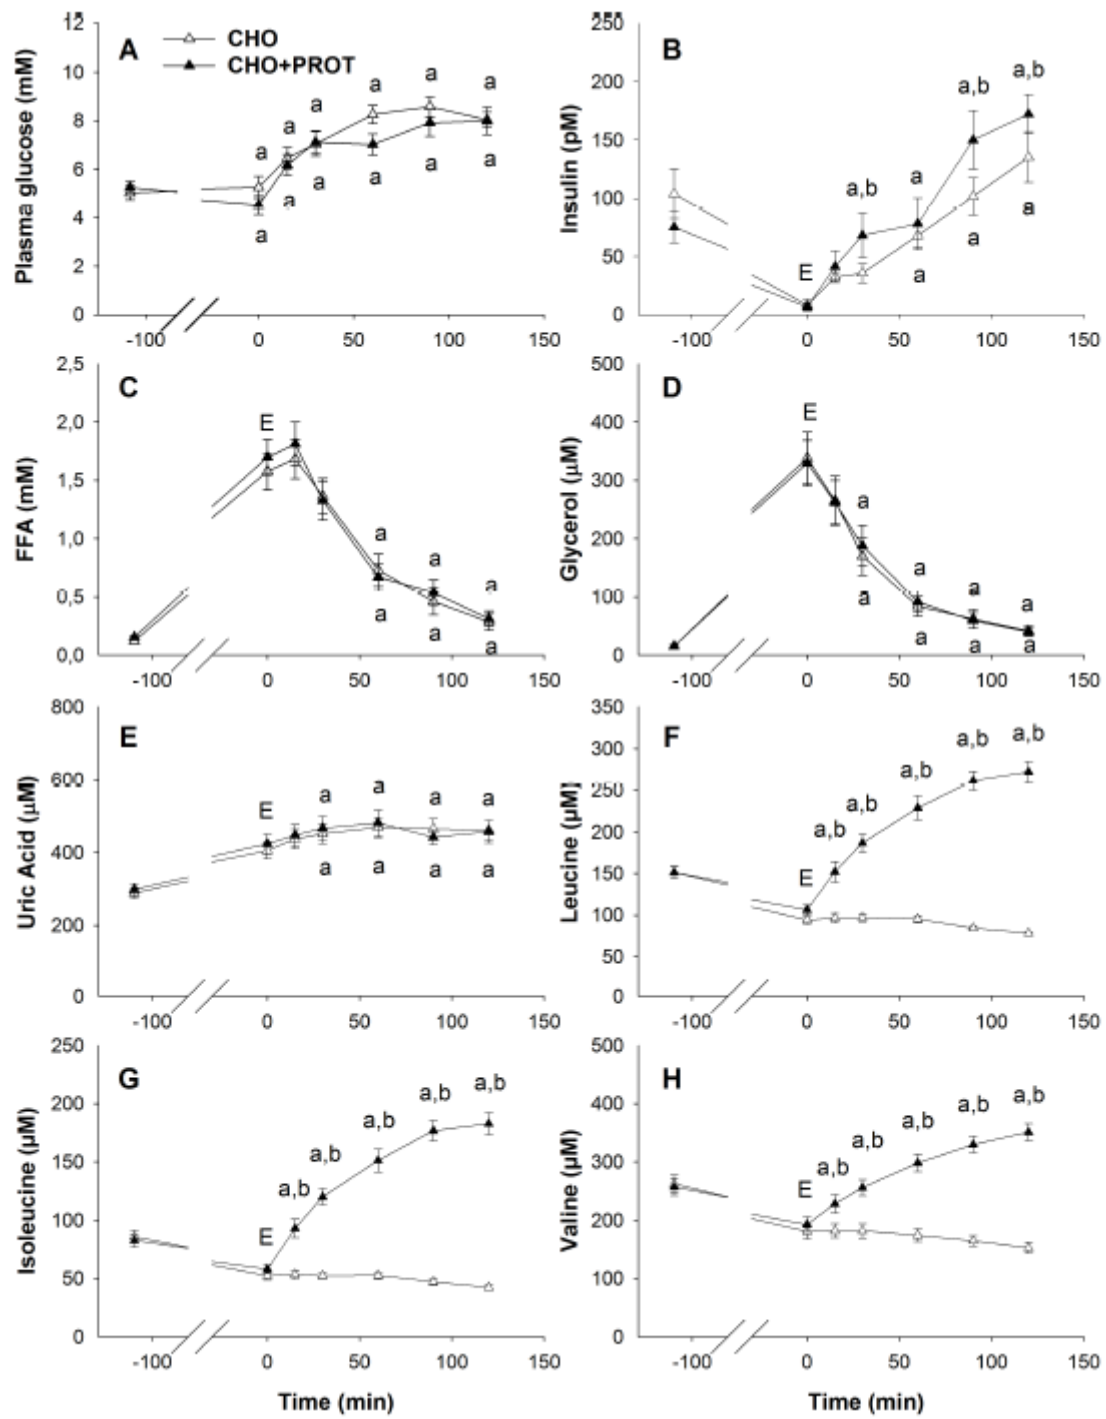 A
CHO
CHO+PROT
Plasma glucose (mM)
12
10
8
6
4
2
0
a a a a a a
a a a a a a
-100 0 50 100 150
B
Insulin (pM)
250
200
150
100
50
0
E a,b a a,b a,b
a a a
-100 0 50 100 150
C
FFA (mM)
2,5
2,0
1,5
1,0
0,5
0,0
E a a a
a a a
-100 0 50 100 150
D
Glycerol (µM)
500
400
300
200
100
0
E a a a a
a a a a
-100 0 50 100 150
E
Uric Acid (µM)
800
600
400
200
0
E a a a a
a a a a
-100 0 50 100 150
F
Leucine (µM)
350
300
250
200
150
100
50
0
E a,b a,b a,b a,b a,b
-100 0 50 100 150
G
Isoleucine (µM)
250
200
150
100
50
0
E a,b a,b a,b a,b a,b
-100 0 50 100 150
Time (min)
H
Valine (µM)
500
400
300
200
100
0
E a,b a,b a,b a,b a,b
-100 0 50 100 150
Time (min)